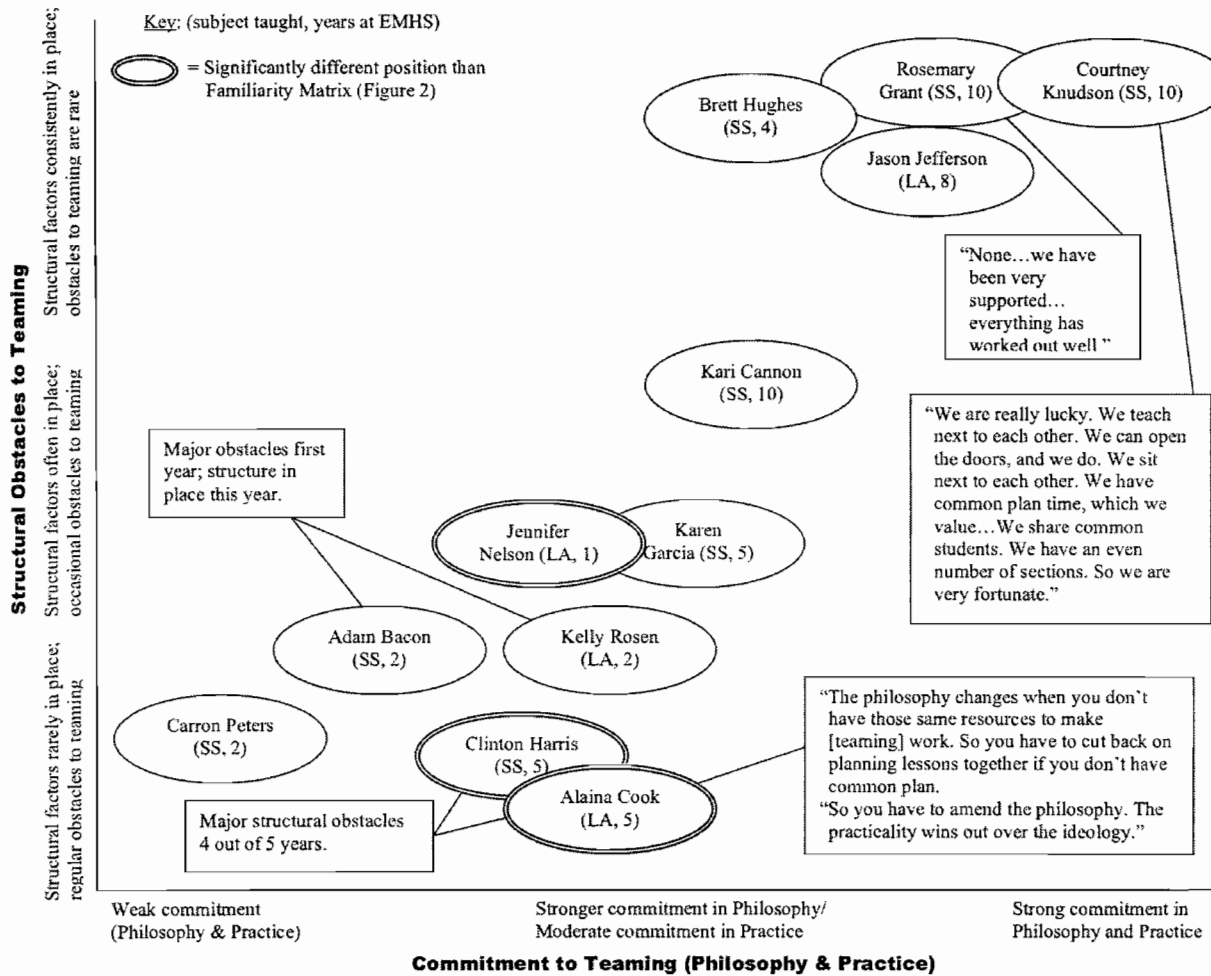 Key: (subject taught, years at EMHS)
= Significantly different position than
Familiarity Matrix (Figure 2)
Structural Obstacles to Teaming
Structural factors consistently in place;
obstacles to teaming are rare
Structural factors often in place;
occasional obstacles to teaming
Structural factors rarely in place;
regular obstacles to teaming
Brett Hughes
(SS, 4)
Rosemary
Grant (SS, 10)
Courtney
Knudson (SS, 10)
Jason Jefferson
(LA, 8)
“None…we have
been very
supported…
everything has
worked out well ”
Kari Cannon
(SS, 10)
“We are really lucky. We teach
next to each other. We can open
the doors, and we do. We sit
next to each other. We have
common plan time, which we
value…We share common
students. We have an even
number of sections. So we are
very fortunate.”
Major obstacles first
year; structure in
place this year.
Jennifer
Nelson (LA, 1)
Karen
Garcia (SS, 5)
Adam Bacon
(SS, 2)
Kelly Rosen
(LA, 2)
Carron Peters
(SS, 2)
Clinton Harris
(SS, 5)
Alaina Cook
(LA, 5)
Major structural obstacles
4 out of 5 years.
“The philosophy changes when you don’t
have those same resources to make
[teaming] work. So you have to cut back on
planning lessons together if you don’t have
common plan.
“So you have to amend the philosophy. The
practicality wins out over the ideology.”
Weak commitment
(Philosophy & Practice)
Stronger commitment in Philosophy/
Moderate commitment in Practice
Strong commitment in
Philosophy and Practice
Commitment to Teaming (Philosophy & Practice)